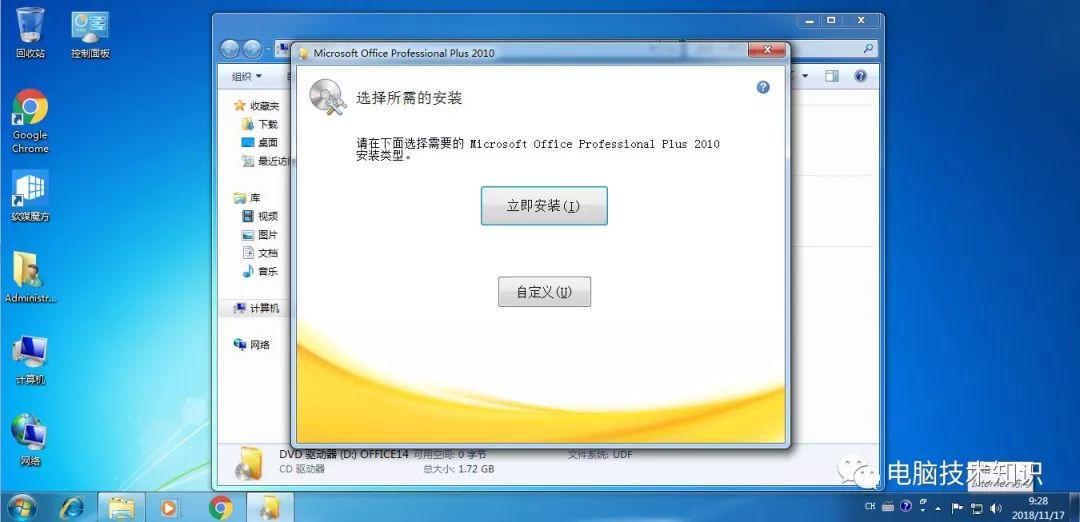 回收站
控制面板
Google
Chrome
软媒魔方
Administr...
计算机
网络
组织
收藏夹
下载
桌面
最近访
库
视频
图片
文档
音乐
计算机
网络
Microsoft Office Professional Plus 2010
选择所需的安装
请在下面选择需要的 Microsoft Office Professional Plus 2010
安装类型。
立即安装(I)
自定义(U)
DVD 驱动器 (D:) OFFICE14 可用空间: 0 字节 文件系统: UDF
CD 驱动器 总大小: 1.72 GB
电脑技术知识
CH
9:28
2018/11/17